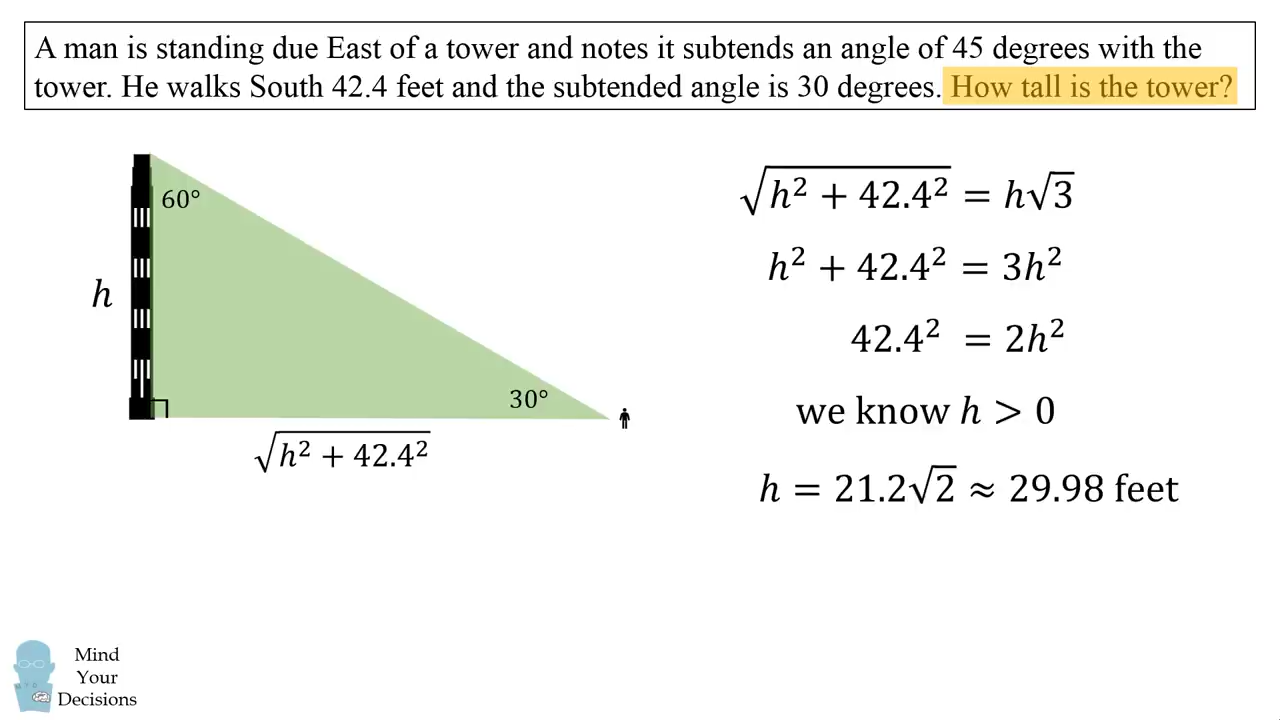 A man is standing due East of a tower and notes it subtends an angle of 45 degrees with the
tower. He walks South 42.4 feet and the subtended angle is 30 degrees. How tall is the tower?
60°
h
30°
√(h² + 42.4²)
√(h² + 42.4²) = h√3
h² + 42.4² = 3h²
42.4² = 2h²
we know h > 0
h = 21.2√2 ≈ 29.98 feet
Mind
Your
Decisions